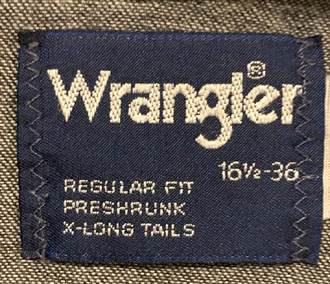 Wrangler®
16½-36
REGULAR FIT
PRESHRUNK
X-LONG TAILS